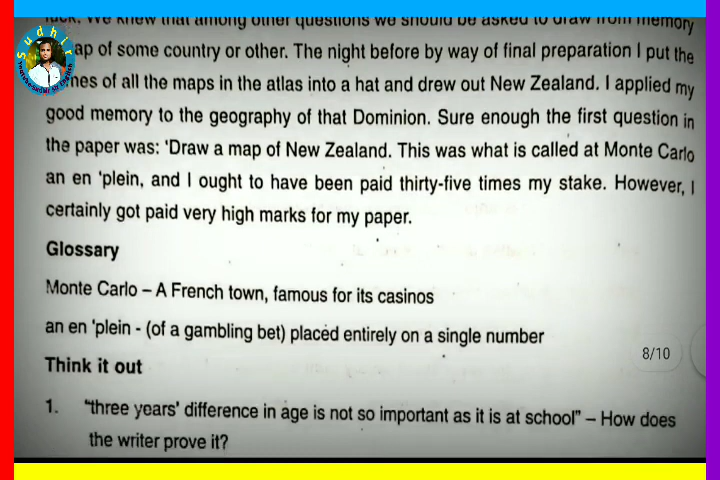 luck. We knew that among other questions we should be asked to draw from memory
ap of some country or other. The night before by way of final preparation I put the
nes of all the maps in the atlas into a hat and drew out New Zealand. I applied my
good memory to the geography of that Dominion. Sure enough the first question in
the paper was: 'Draw a map of New Zealand. This was what is called at Monte Carlo
an en 'plein, and I ought to have been paid thirty-five times my stake. However, I
certainly got paid very high marks for my paper.
Glossary
Monte Carlo – A French town, famous for its casinos
an en 'plein - (of a gambling bet) placed entirely on a single number
8/10
Think it out
1. "three years' difference in age is not so important as it is at school" – How does
the writer prove it?
Sudhir